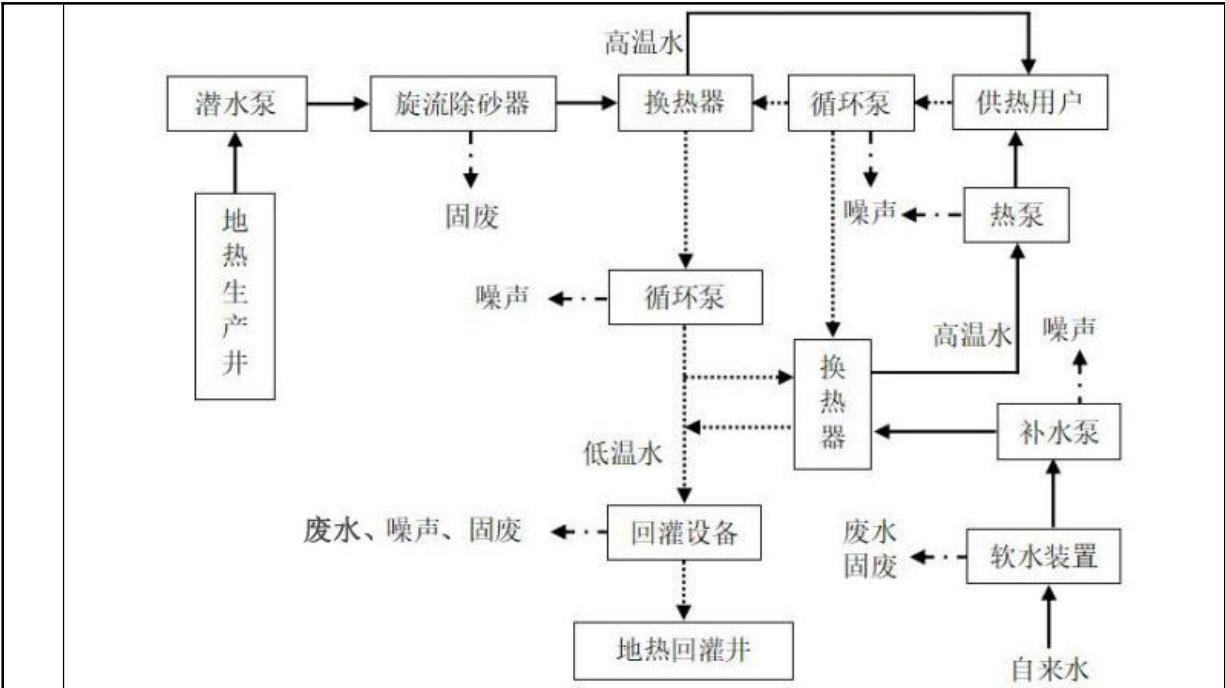 高温水
潜水泵
旋流除砂器
换热器
循环泵
供热用户
固废
噪声
热泵
地热生产井
噪声
循环泵
高温水
噪声
换热器
补水泵
低温水
废水、噪声、固废
回灌设备
废水
固废
软水装置
地热回灌井
自来水